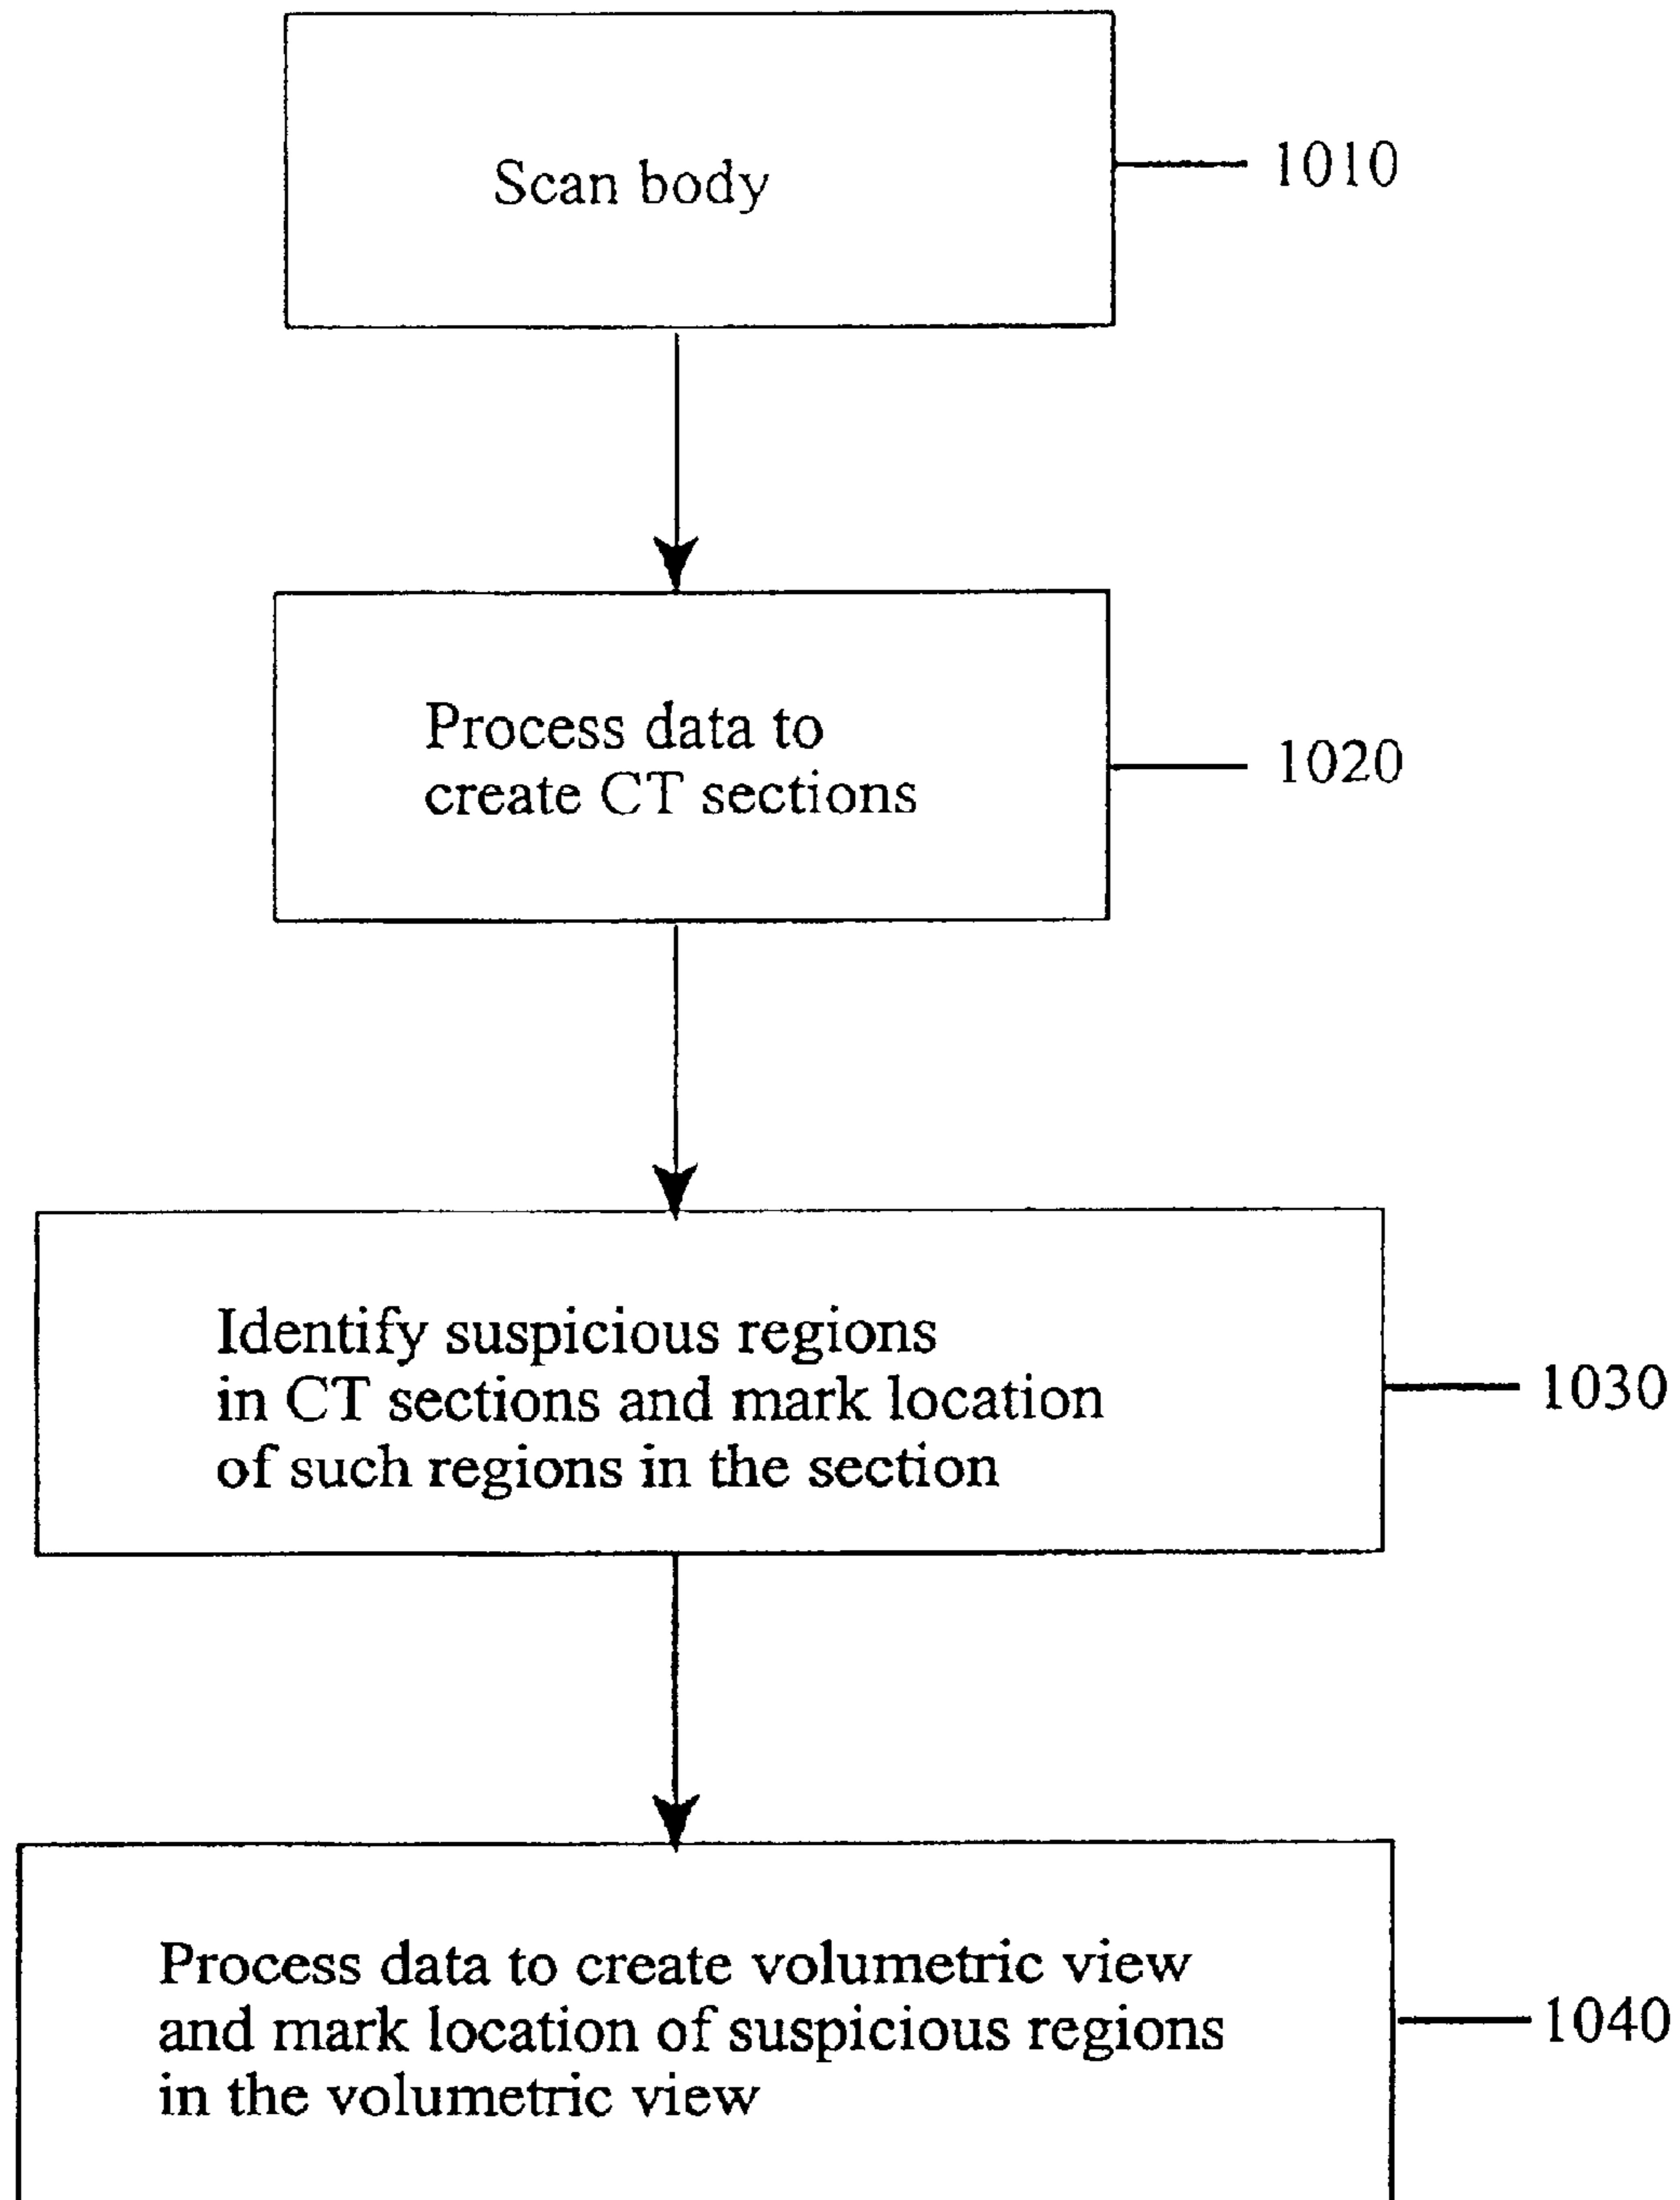 Scan body
1010
Process data to
create CT sections
1020
Identify suspicious regions
in CT sections and mark location
of such regions in the section
1030
Process data to create volumetric view
and mark location of suspicious regions
in the volumetric view
1040